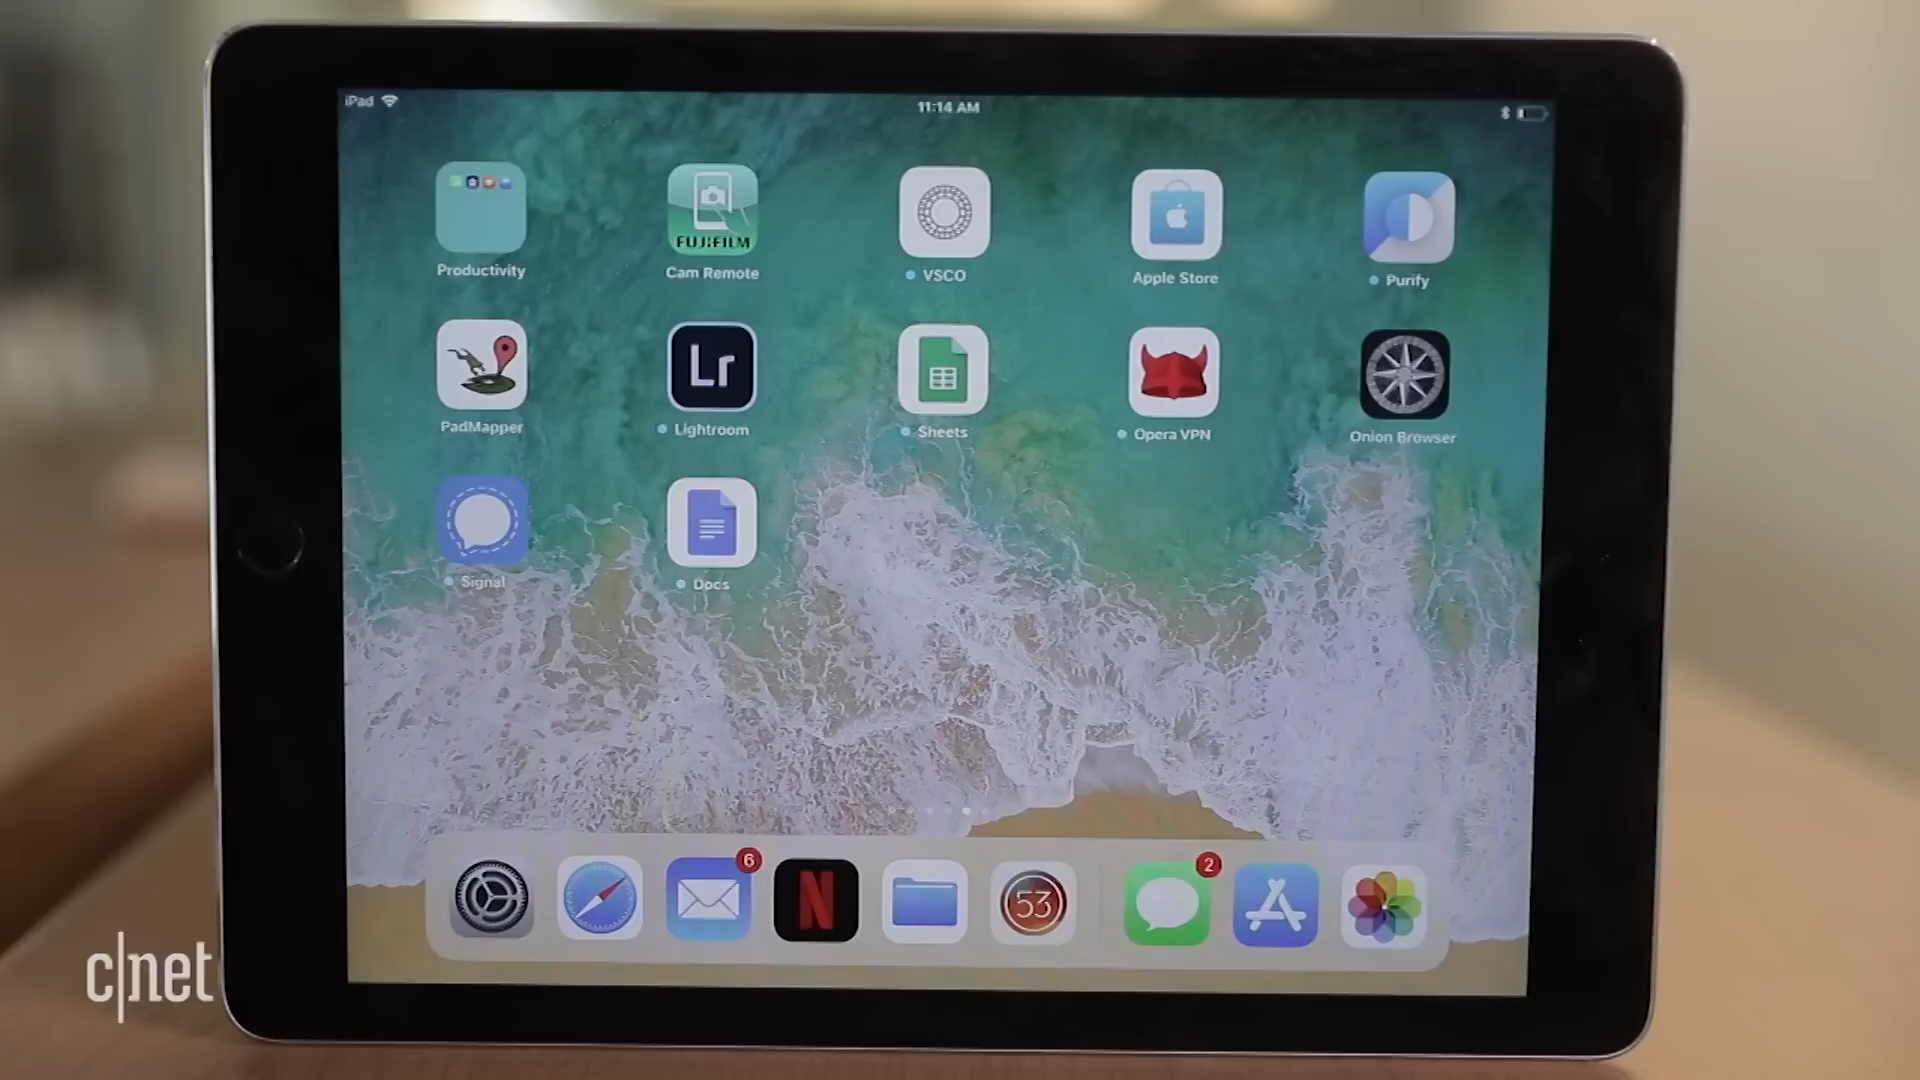 iPad
11:14 AM
FUJIFILM
Productivity
Cam Remote
VSCO
Apple Store
Purify
Lr
PadMapper
Lightroom
Sheets
Opera VPN
Onion Browser
Signal
Docs
6
N
53
2
c|net